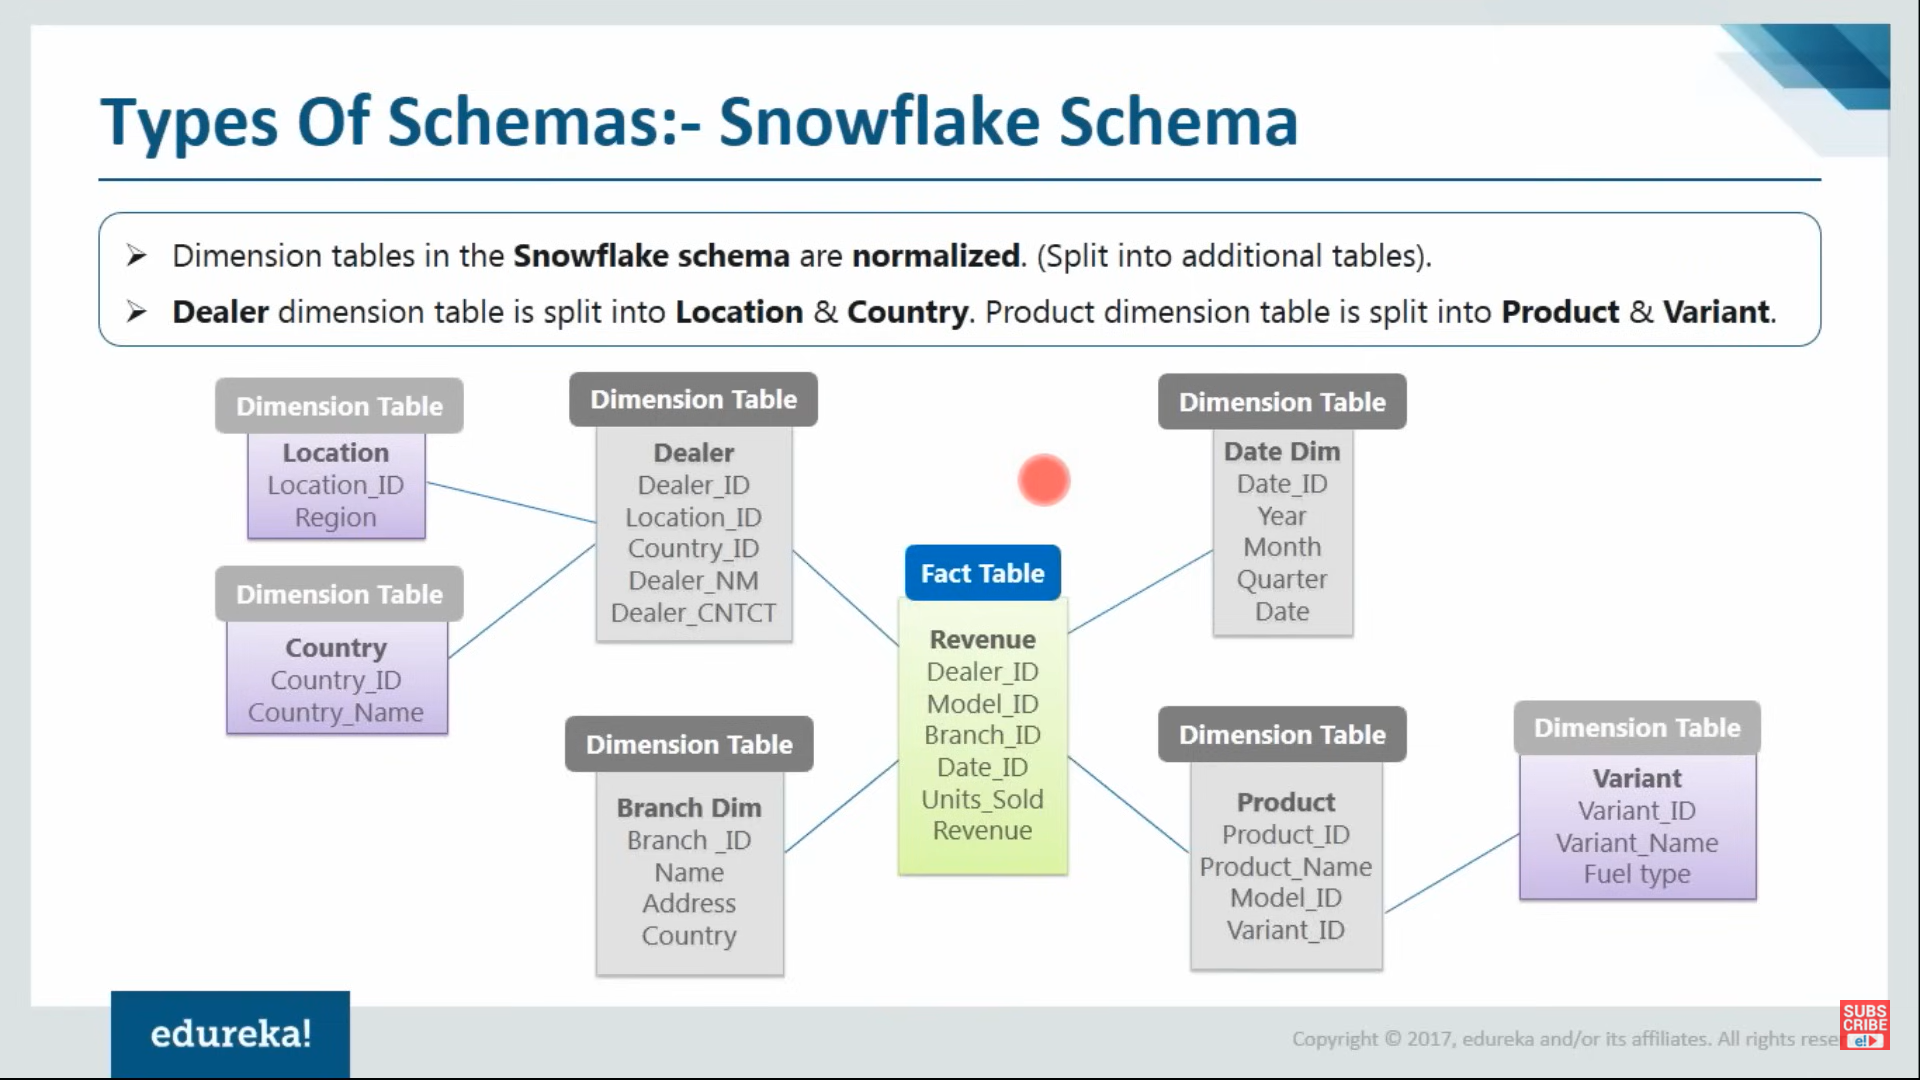 Types Of Schemas:- Snowflake Schema
Dimension tables in the Snowflake schema are normalized. (Split into additional tables).
Dealer dimension table is split into Location & Country. Product dimension table is split into Product & Variant.
Dimension Table
Location
Location_ID
Region
Dimension Table
Country
Country_ID
Country_Name
Dimension Table
Dealer
Dealer_ID
Location_ID
Country_ID
Dealer_NM
Dealer_CNTCT
Dimension Table
Branch Dim
Branch _ID
Name
Address
Country
Fact Table
Revenue
Dealer_ID
Model_ID
Branch_ID
Date_ID
Units_Sold
Revenue
Dimension Table
Date Dim
Date_ID
Year
Month
Quarter
Date
Dimension Table
Product
Product_ID
Product_Name
Model_ID
Variant_ID
Dimension Table
Variant
Variant_ID
Variant_Name
Fuel type
edureka!
Copyright © 2017, edureka and/or its affiliates. All rights rese
SUBS
CRIBE
e!